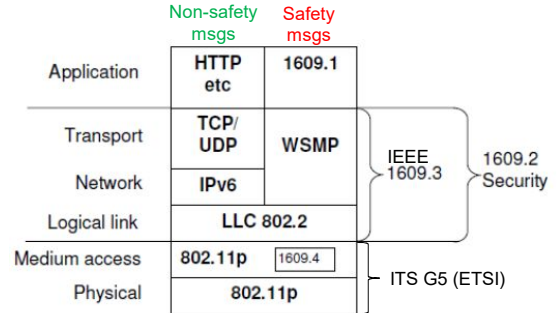 Non-safety Safety
msgs msgs
Application HTTP 1609.1
etc
Transport TCP/
UDP WSMP
IEEE
1609.3
1609.2
Security
Network IPv6
Logical link LLC 802.2
Medium access 802.11p 1609.4
ITS G5 (ETSI)
Physical 802.11p